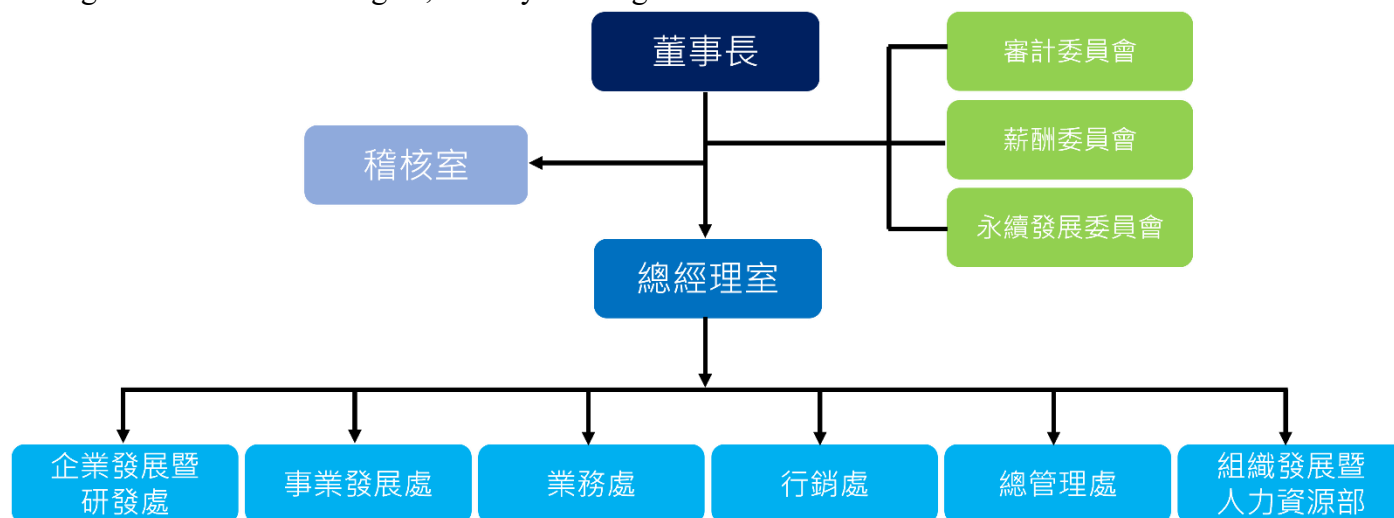 董事長
審計委員會
薪酬委員會
稽核室
永續發展委員會
總經理室
企業發展暨
研發處
事業發展處
業務處
行銷處
總管理處
組織發展暨
人力資源部